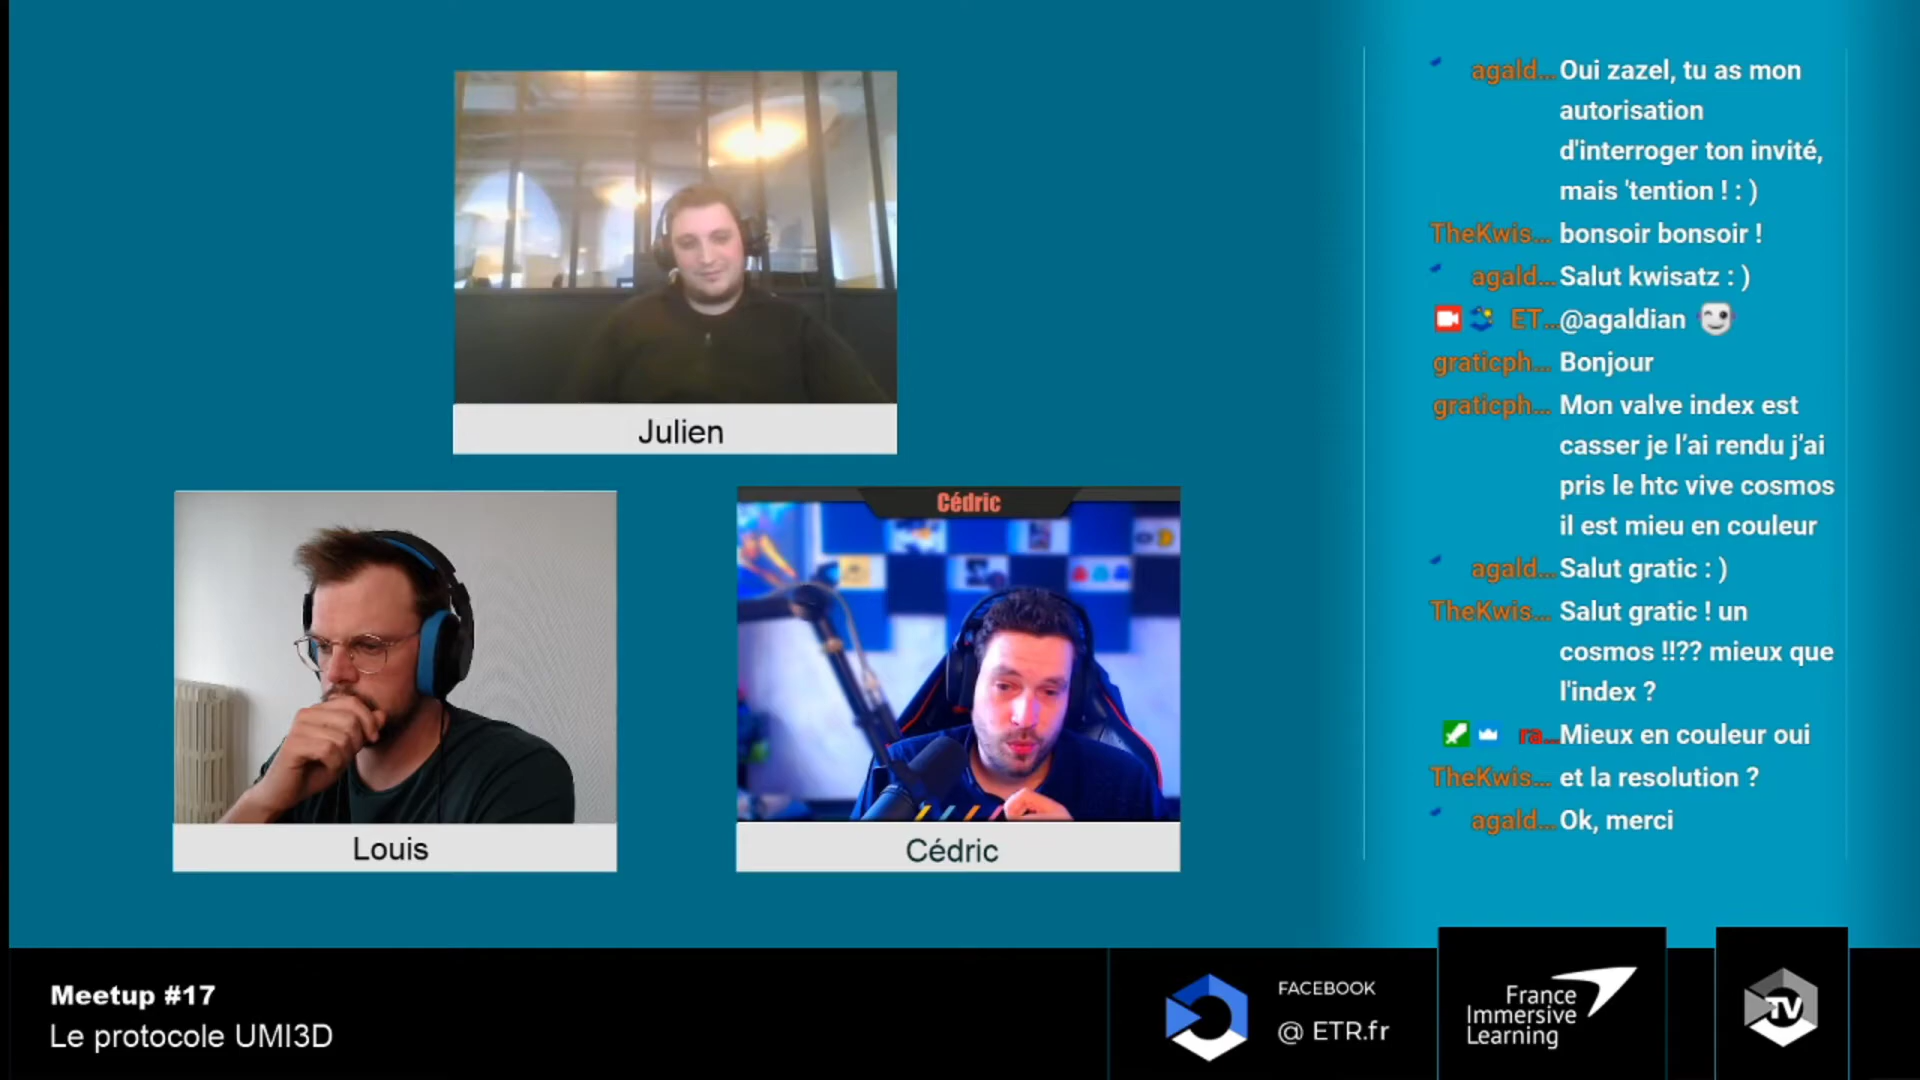 Julien
Louis
Cédric
Cédric
agald... Oui zazel, tu as mon
autorisation
d'interroger ton invité,
mais 'tention ! : )
TheKwis... bonsoir bonsoir !
agald... Salut kwisatz : )
ET... @agaldian
graticph... Bonjour
graticph... Mon valve index est
casser je l’ai rendu j’ai
pris le htc vive cosmos
il est mieu en couleur
agald... Salut gratic : )
TheKwis... Salut gratic ! un
cosmos !!?? mieux que
l'index ?
ra... Mieux en couleur oui
TheKwis... et la resolution ?
agald... Ok, merci
Meetup #17
Le protocole UMI3D
FACEBOOK
@ ETR.fr
France
Immersive
Learning
TV